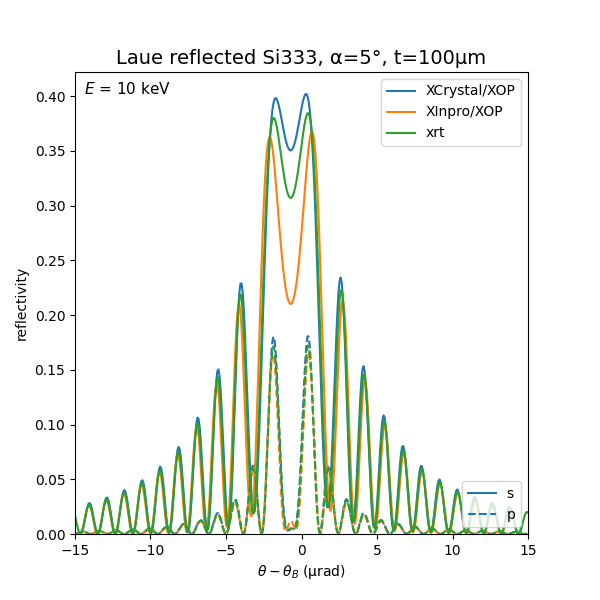 Laue reflected Si333, α=5°, t=100μm
E = 10 keV
XCrystal/XOP
XInpro/XOP
xrt
0.40
0.35
0.30
0.25
0.20
0.15
0.10
0.05
0.00
reflectivity
s
p
−15
−10
−5
0
5
10
15
θ − θ_B (μrad)